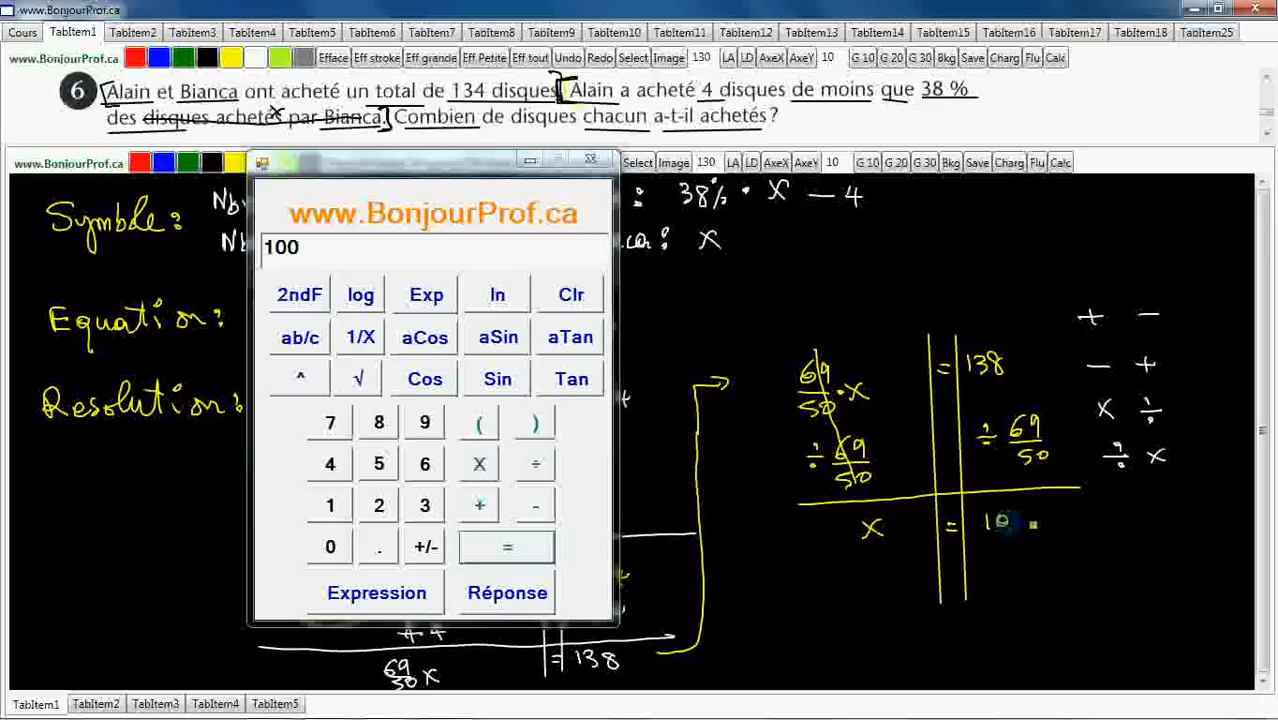 www.BonjourProf.ca
Cours TabItem1 TabItem2 TabItem3 TabItem4 TabItem5 TabItem6 TabItem7 TabItem8 TabItem9 TabItem10 TabItem11 TabItem12 TabItem13 TabItem14 TabItem15 TabItem16 TabItem17 TabItem18 TabItem25
www.BonjourProf.ca Efface Eff stroke Eff grande Eff Petite Eff tout Undo Redo Select Image 130 LA LD AxeX AxeY 10 G 10 G 20 G 30 Bkg Save Charg Flu Calc
6 Alain et Bianca ont acheté un total de 134 disques. Alain a acheté 4 disques de moins que 38 %
des disques achetés par Bianca. Combien de disques chacun a-t-il achetés ?
x
www.BonjourProf.ca Select Image 130 LA LD AxeX AxeY 10 G 10 G 20 G 30 Bkg Save Charg Flu Calc
Symbole : Nb : 38% • x – 4
Nb ca : x
Equation :
Resolution :
www.BonjourProf.ca
100
2ndF log Exp ln Clr
ab/c 1/X aCos aSin aTan
^ √ Cos Sin Tan
7 8 9 ( )
4 5 6 X ÷
1 2 3 + -
0 . +/- =
Expression Réponse
+ –
69/50 • x = 138
– +
x ÷
÷ 69/50 ÷ 69/50
÷ x
x = 10
+ 4
69/50 x = 138
TabItem1 TabItem2 TabItem3 TabItem4 TabItem5